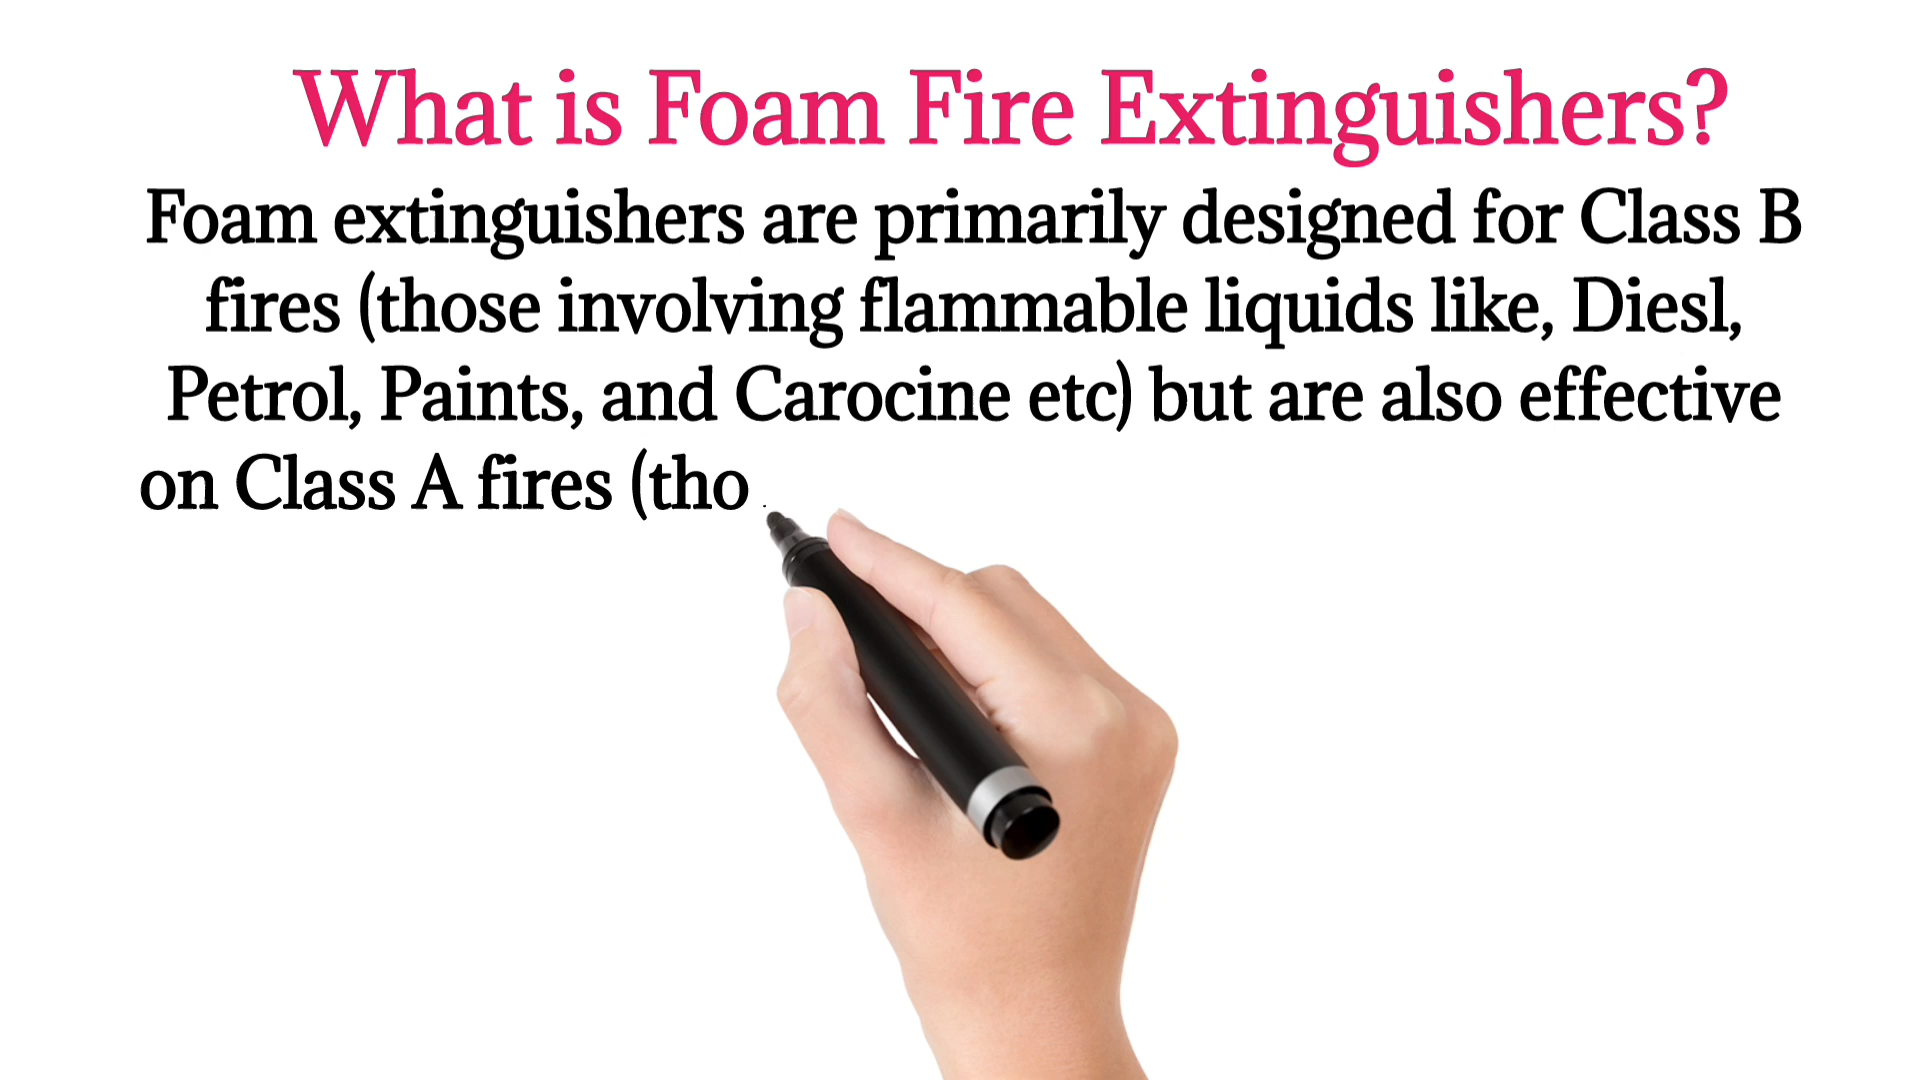 What is Foam Fire Extinguishers?
Foam extinguishers are primarily designed for Class B
fires (those involving flammable liquids like, Diesl,
Petrol, Paints, and Carocine etc) but are also effective
on Class A fires (tho